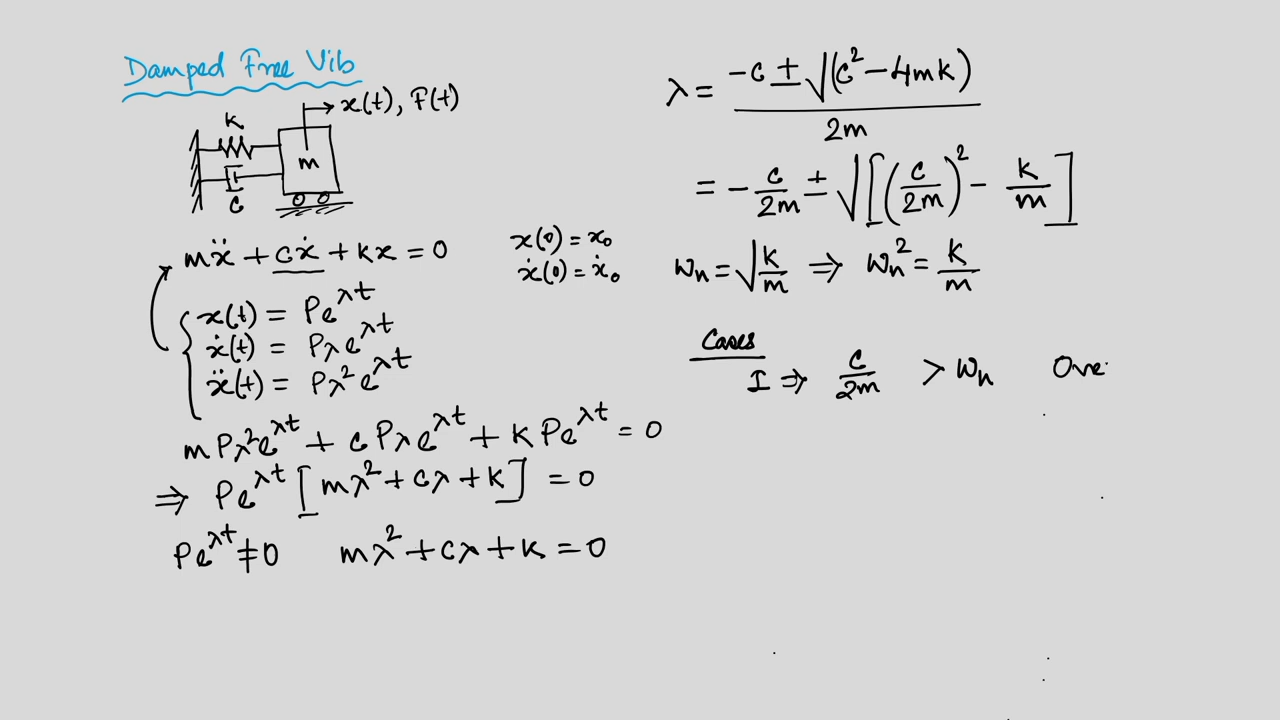 Damped Free Vib
x(t), F(t)
K
m
C
mẍ + cẋ + kx = 0
x(0) = x₀
ẋ(0) = ẋ₀
x(t) = Pe^λt
ẋ(t) = Pλe^λt
ẍ(t) = Pλ²e^λt
mPλ²e^λt + cPλe^λt + kPe^λt = 0
⇒ Pe^λt [mλ² + cλ + k] = 0
Pe^λt ≠ 0 mλ² + cλ + k = 0
λ = (-c ± √(c² - 4mk)) / 2m
= - c/2m ± √[(c/2m)² - k/m]
ωn = √k/m ⇒ ωn² = k/m
Cases
I ⇒ c/2m > ωn Over